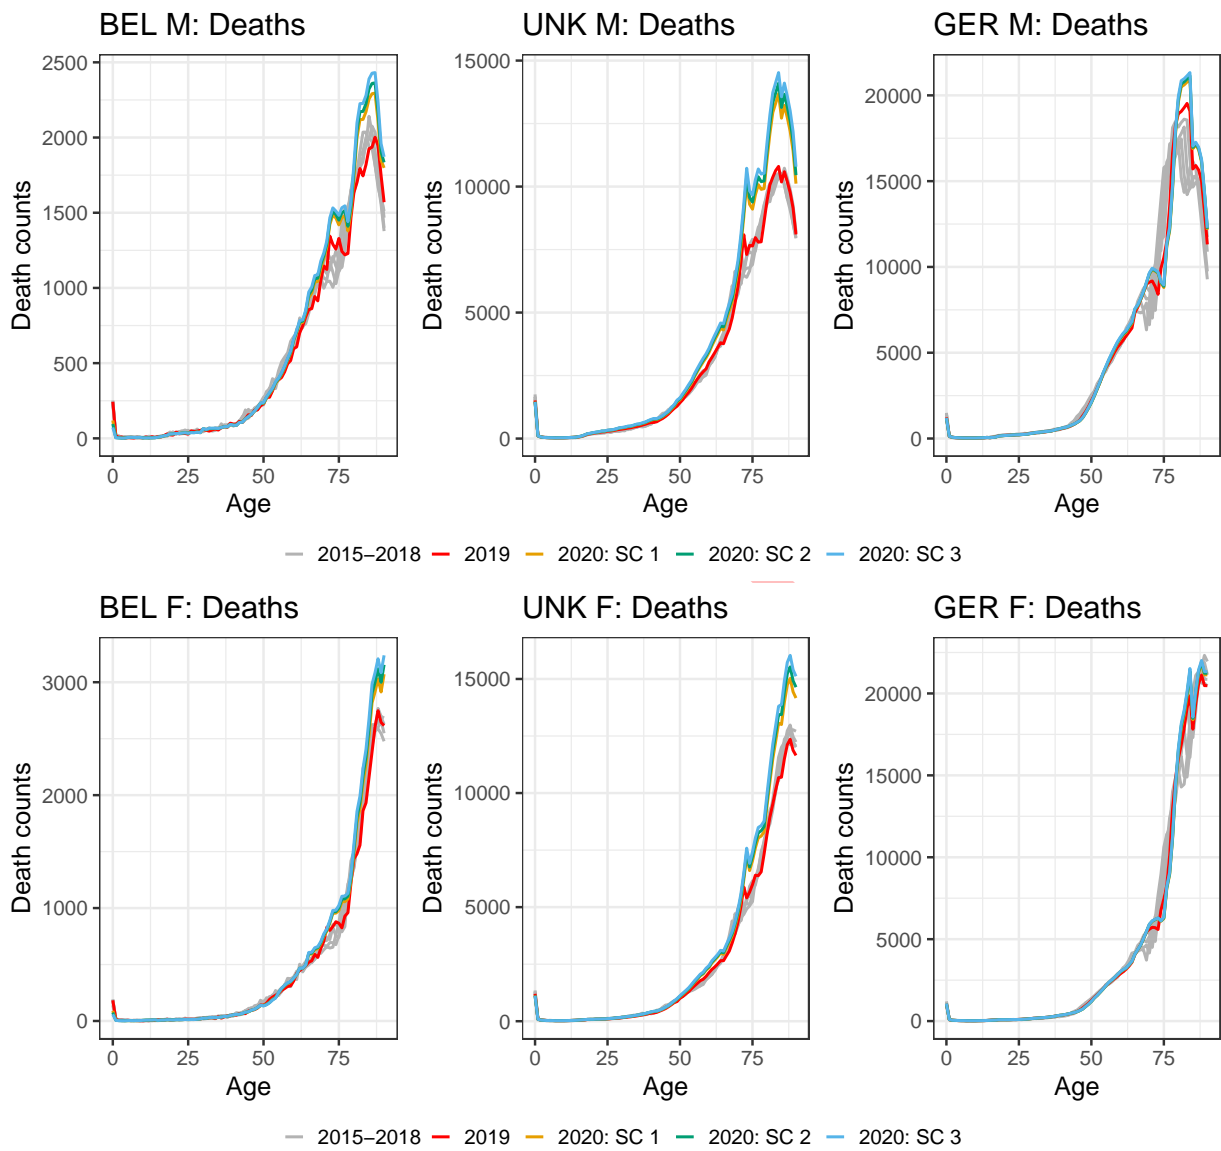 BEL M: Deaths
UNK M: Deaths
GER M: Deaths
Death counts
2500
2000
1500
1000
500
0
0 25 50 75
Age
Death counts
15000
10000
5000
0
0 25 50 75
Age
Death counts
20000
15000
10000
5000
0
0 25 50 75
Age
2015–2018 2019 2020: SC 1 2020: SC 2 2020: SC 3
BEL F: Deaths
UNK F: Deaths
GER F: Deaths
Death counts
3000
2000
1000
0
0 25 50 75
Age
Death counts
15000
10000
5000
0
0 25 50 75
Age
Death counts
20000
15000
10000
5000
0
0 25 50 75
Age
2015–2018 2019 2020: SC 1 2020: SC 2 2020: SC 3